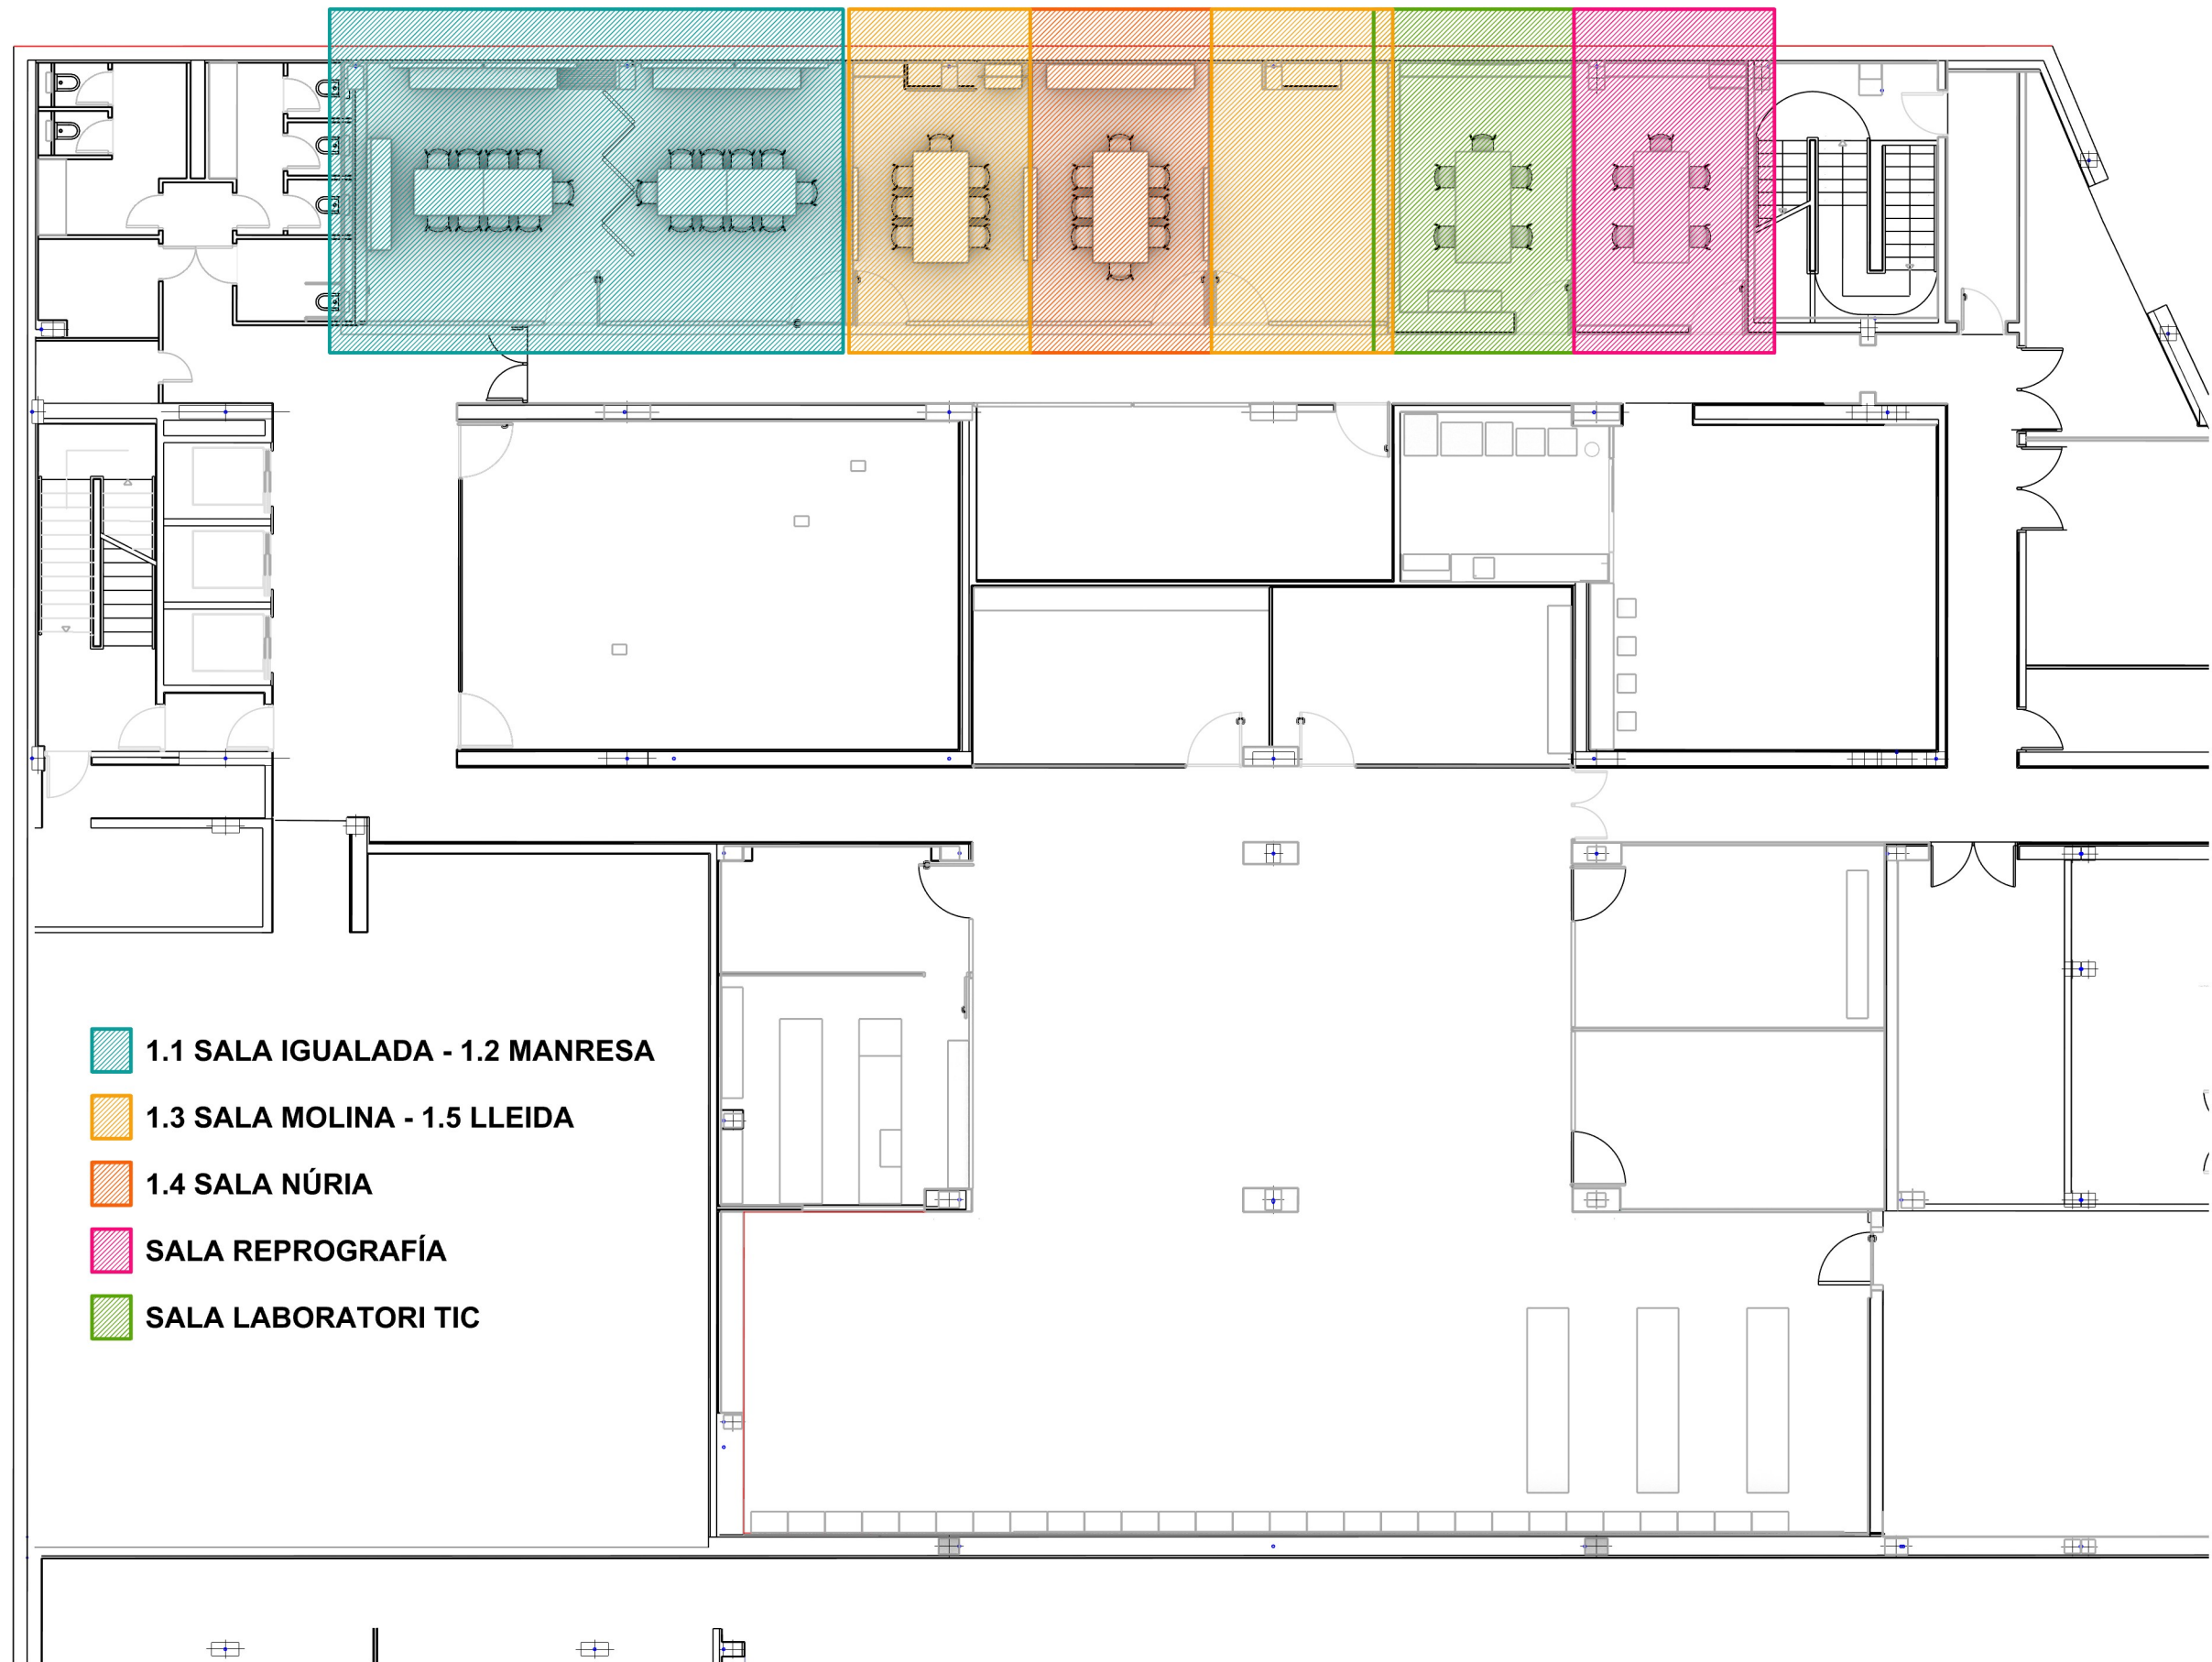 1.1 SALA IGUALADA - 1.2 MANRESA
1.3 SALA MOLINA - 1.5 LLEIDA
1.4 SALA NÚRIA
SALA REPROGRAFÍA
SALA LABORATORI TIC